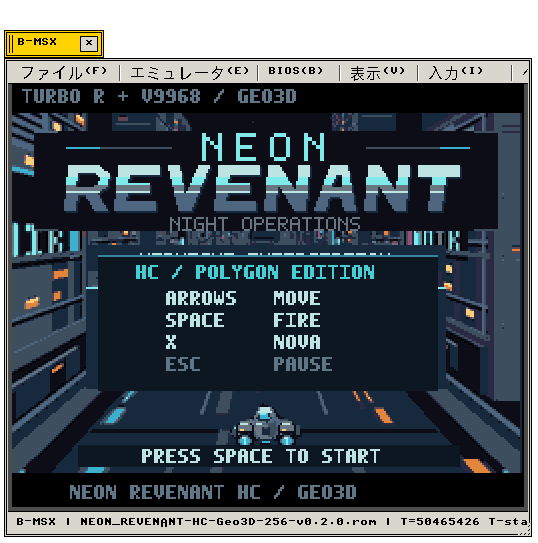 B-MSX
ファイル(F) エミュレータ(E) BIOS(B) 表示(V) 入力(I)
TURBO R + V9968 / GEO3D
NEON
REVENANT
NIGHT OPERATIONS
HC / POLYGON EDITION
ARROWS MOVE
SPACE FIRE
X NOVA
ESC PAUSE
PRESS SPACE TO START
NEON REVENANT HC / GEO3D
B-MSX | NEON_REVENANT-HC-Geo3D-256-v0.2.0.rom | T=50465426 T-sta